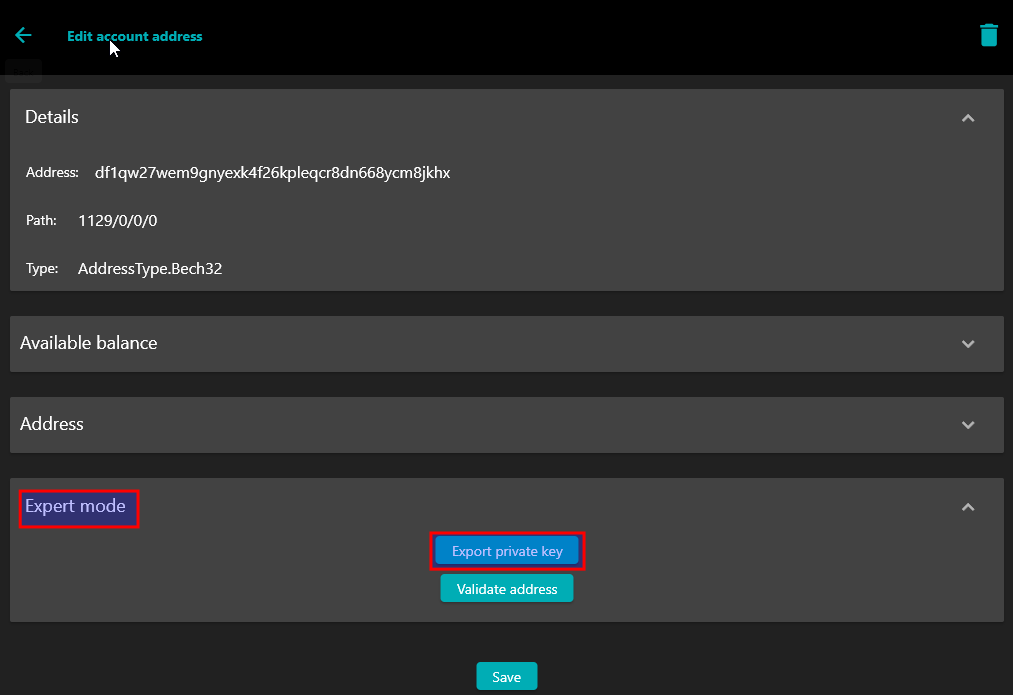 Edit account address
Details
Address: df1qw27wem9gnyexk4f26kpleqcr8dn668ycm8jkhx
Path: 1129/0/0/0
Type: AddressType.Bech32
Available balance
Address
Expert mode
Export private key
Validate address
Save